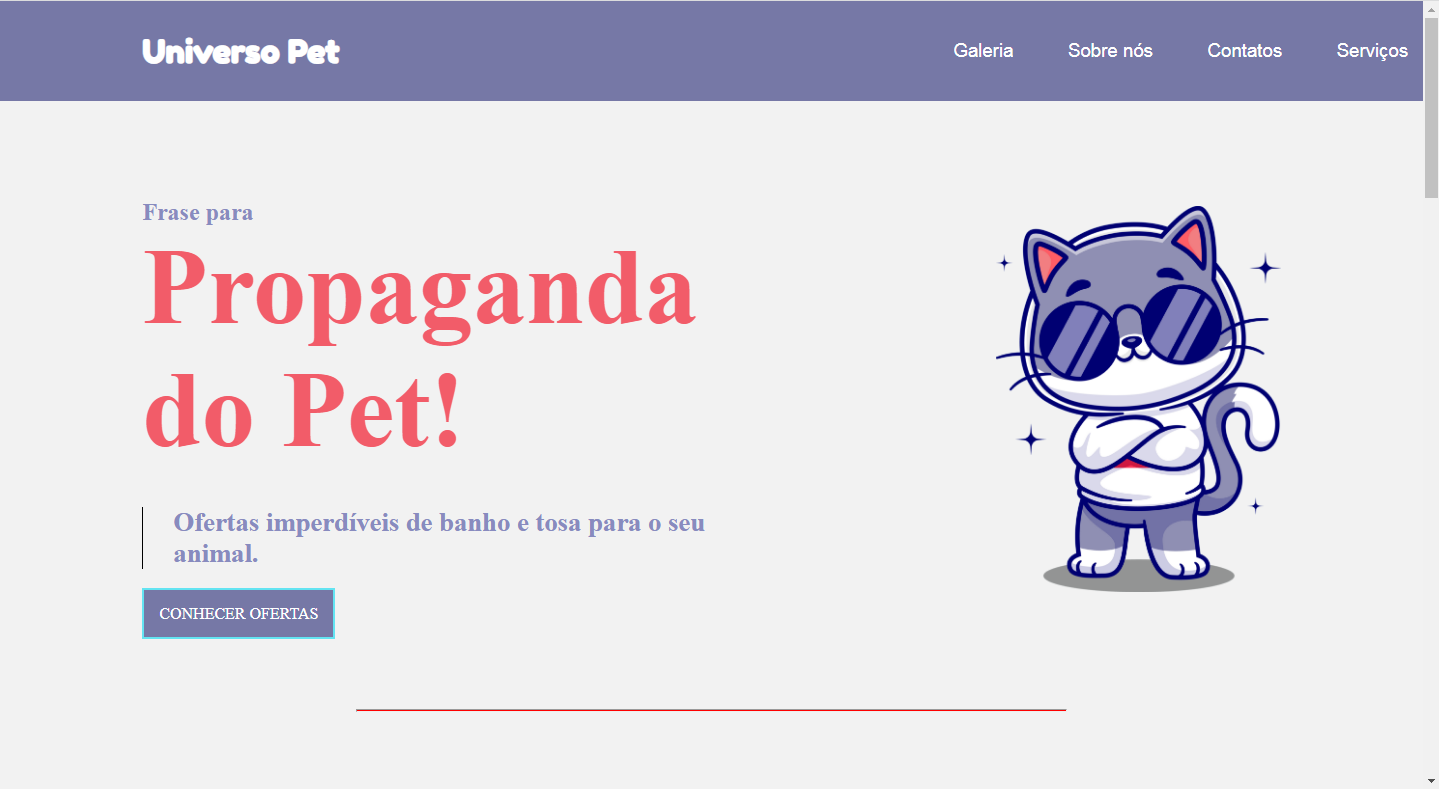 Universo Pet
Galeria Sobre nós Contatos Serviços
Frase para
Propaganda
do Pet!
Ofertas imperdíveis de banho e tosa para o seu
animal.
CONHECER OFERTAS